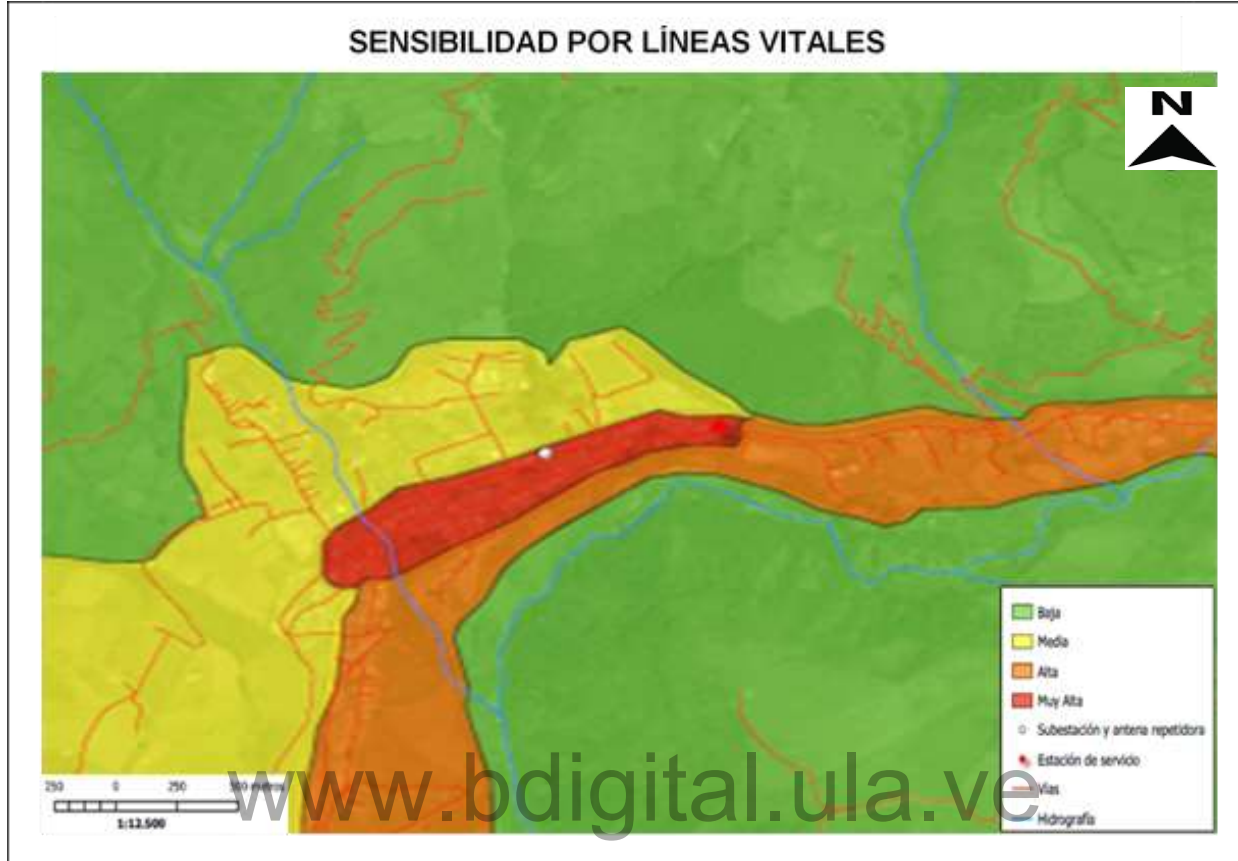 SENSIBILIDAD POR LÍNEAS VITALES
N
Baja
Media
Alta
Muy Alta
Subestación y antena repetidora
Estación de servicio
Vías
Hidrografía
250 0 250 500 metros
1:12.500
www.bdigital.ula.ve